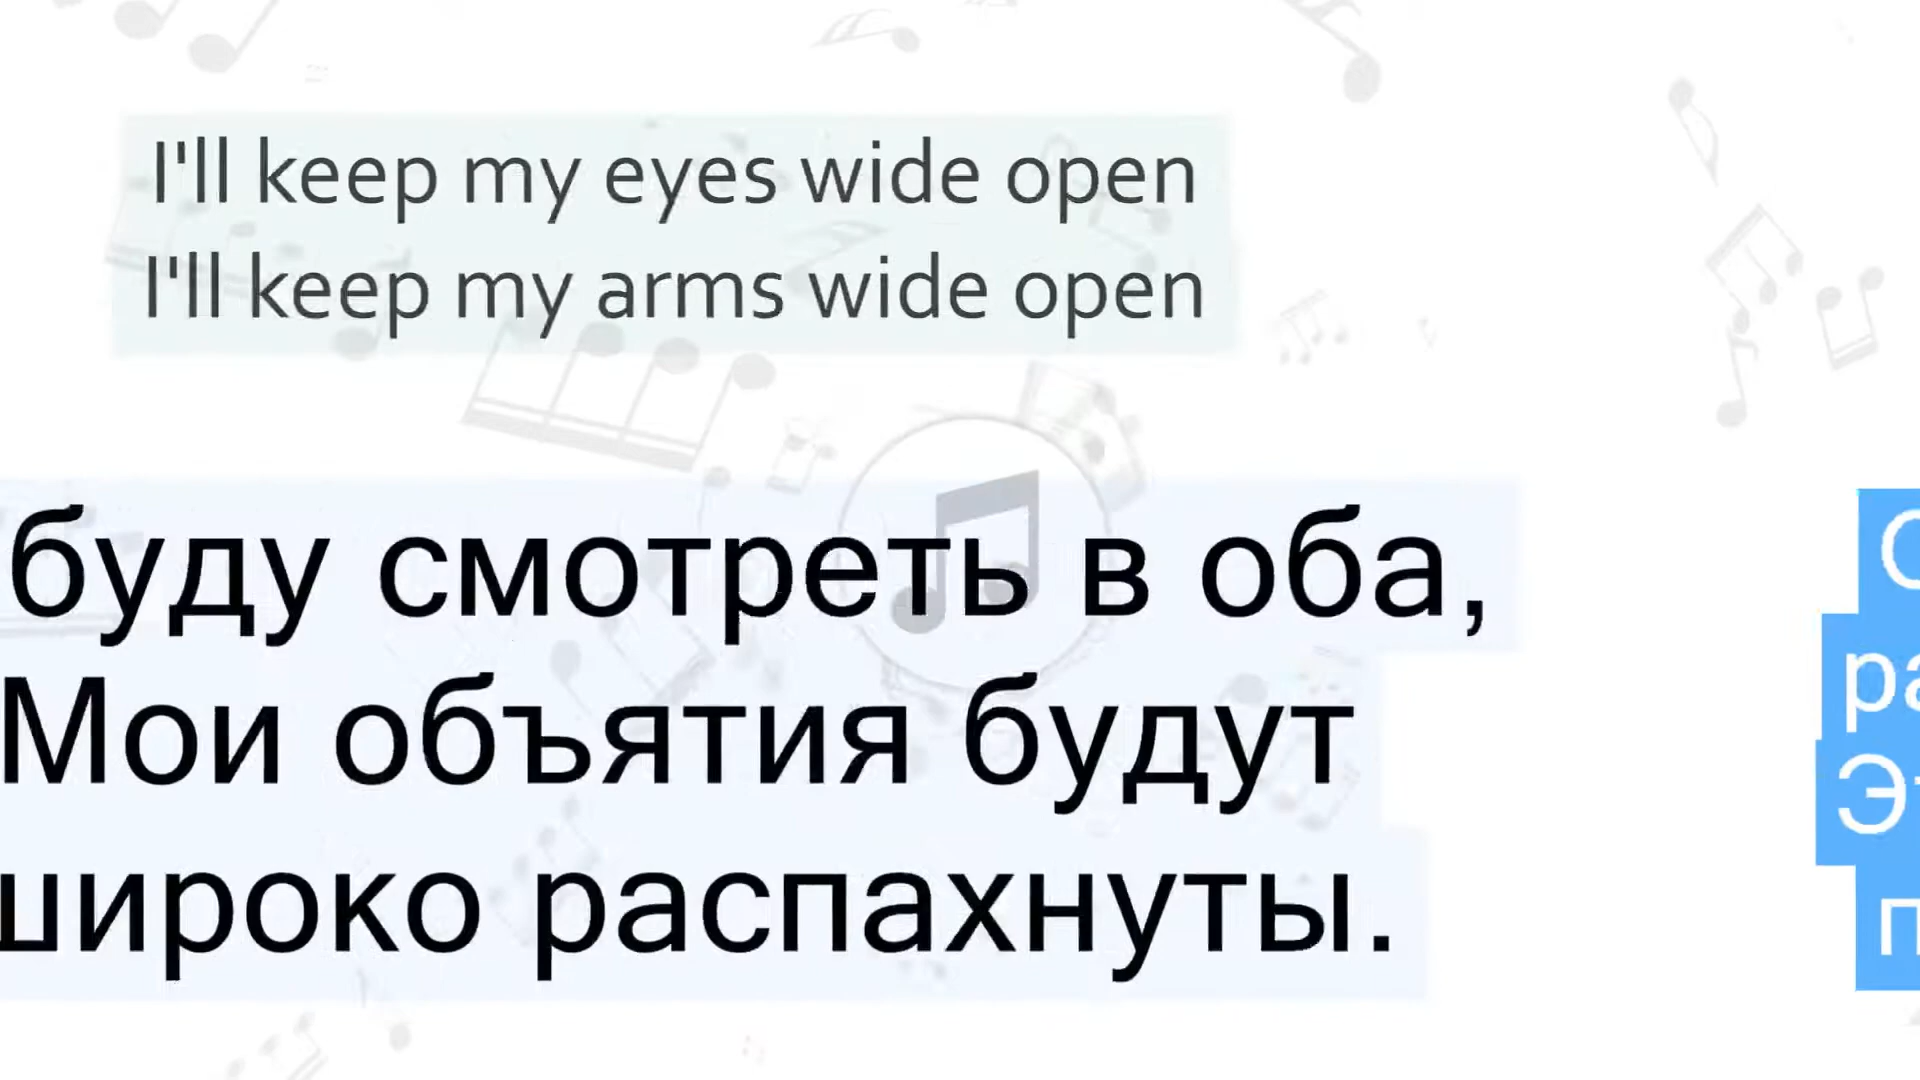 I'll keep my eyes wide open
I'll keep my arms wide open
буду смотреть в оба,
Мои объятия будут
широко распахнуты.